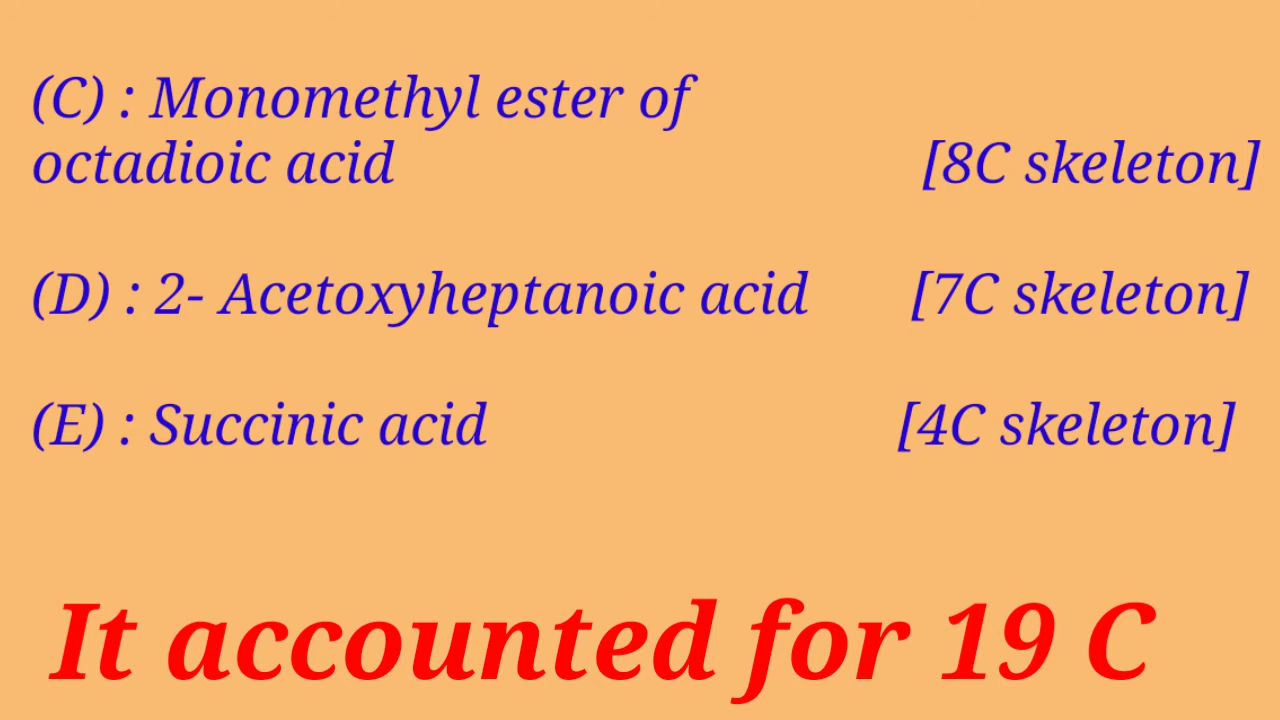 (C) : Monomethyl ester of
octadioic acid [8C skeleton]
(D) : 2- Acetoxyheptanoic acid [7C skeleton]
(E) : Succinic acid [4C skeleton]
It accounted for 19 C